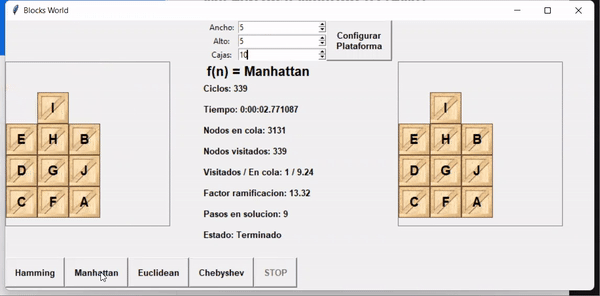 Blocks World
Ancho: 5
Alto: 5
Cajas: 10
Configurar
Plataforma
f(n) = Manhattan
Ciclos: 339
Tiempo: 0:00:02.771087
Nodos en cola: 3131
Nodos visitados: 339
Visitados / En cola: 1 / 9.24
Factor ramificacion: 13.32
Pasos en solucion: 9
Estado: Terminado
I
E H B
D G J
C F A
I
E H B
D G J
C F A
Hamming Manhattan Euclidean Chebyshev STOP